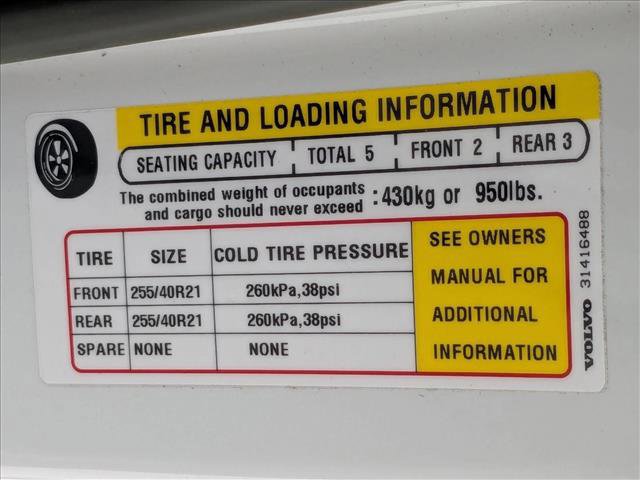 TIRE AND LOADING INFORMATION
SEATING CAPACITY TOTAL 5 FRONT 2 REAR 3
The combined weight of occupants
and cargo should never exceed : 430kg or 950lbs.
TIRE SIZE COLD TIRE PRESSURE
FRONT 255/40R21 260kPa,38psi
REAR 255/40R21 260kPa,38psi
SPARE NONE NONE
SEE OWNERS
MANUAL FOR
ADDITIONAL
INFORMATION
VOLVO 31416488